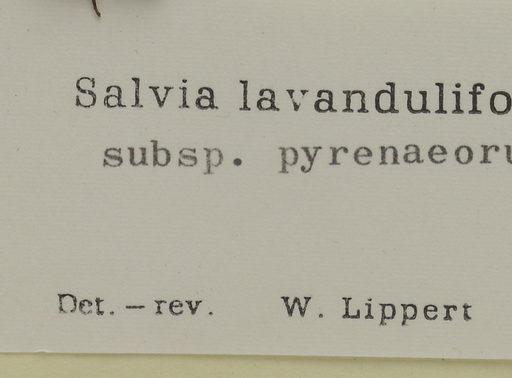 Salvia lavandulifo
subsp. pyrenaeoru
Det. – rev. W. Lippert